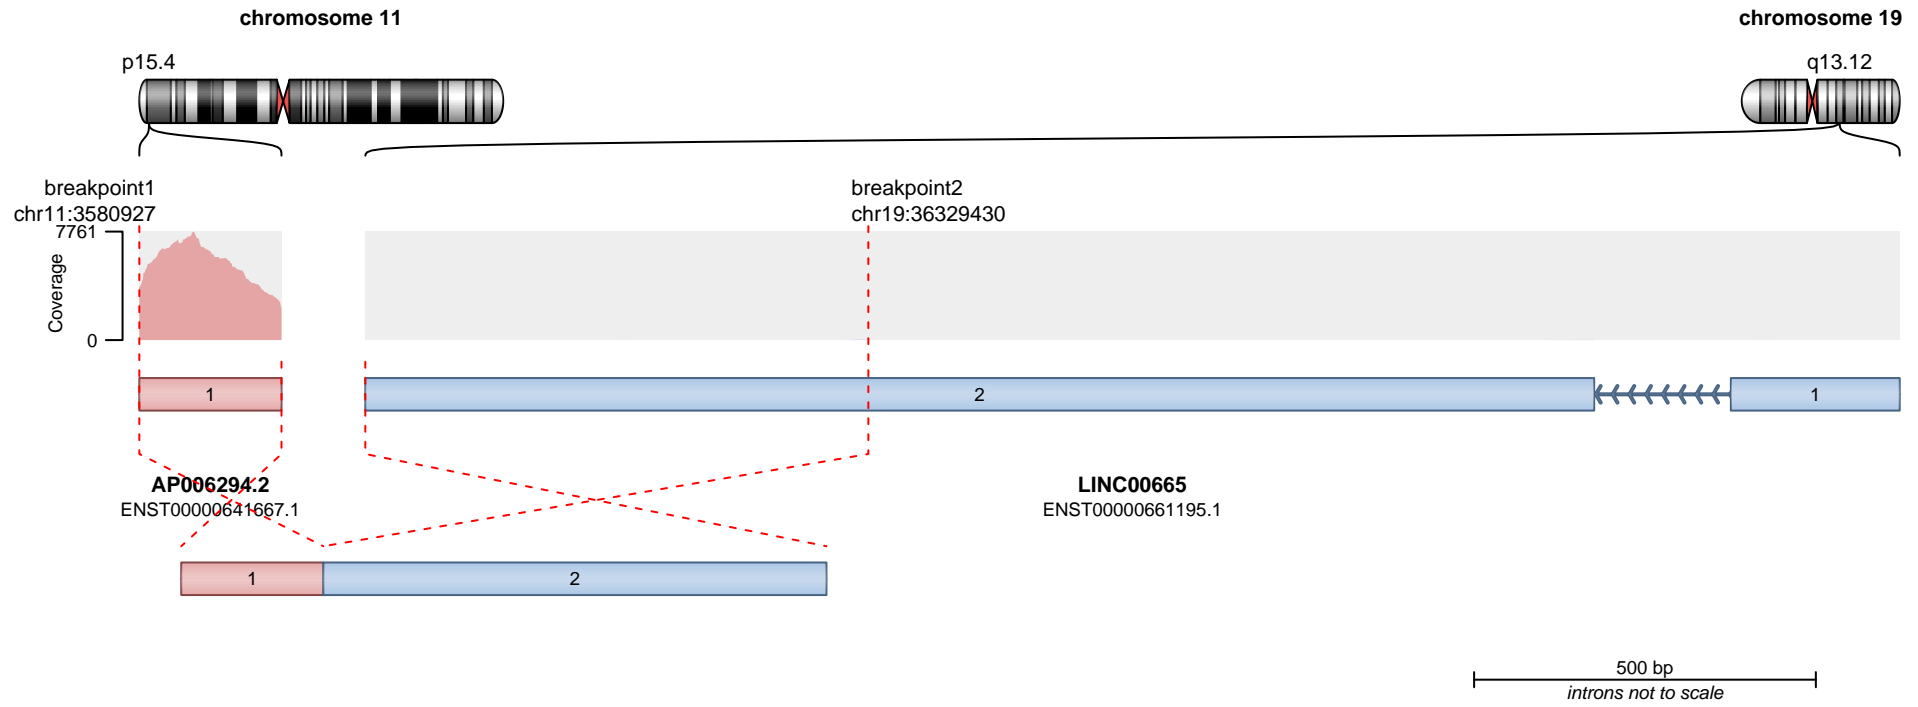 chromosome 11
chromosome 19
p15.4
q13.12
breakpoint1
chr11:3580927
breakpoint2
chr19:36329430
7761
Coverage
0
1
2
1
AP006294.2
ENST00000641667.1
LINC00665
ENST00000661195.1
1
2
500 bp
introns not to scale